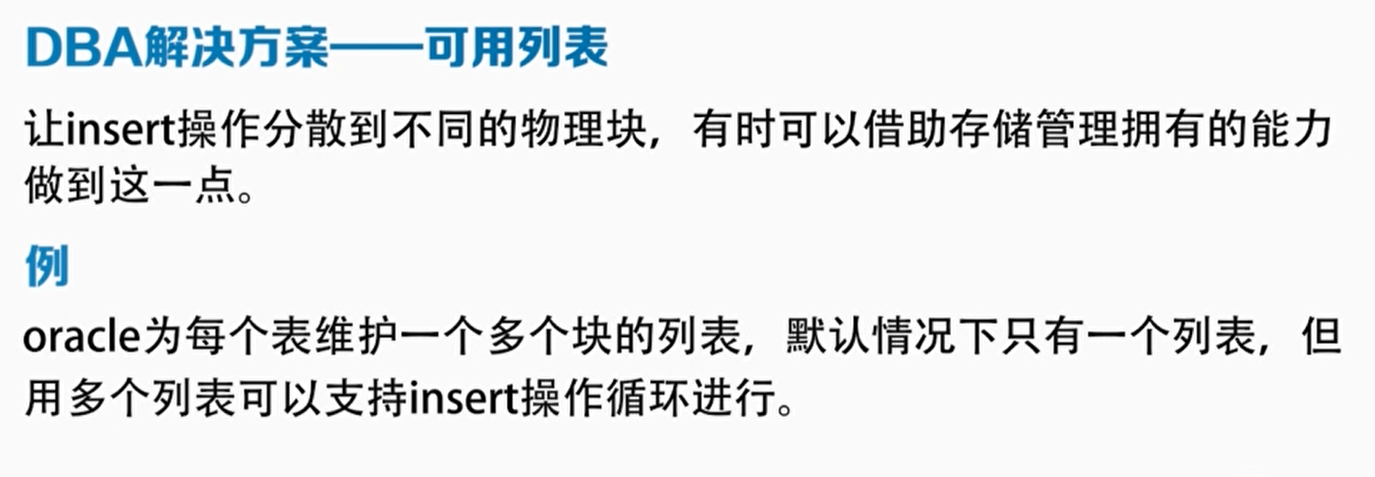 DBA解决方案——可用列表
让insert操作分散到不同的物理块，有时可以借助存储管理拥有的能力
做到这一点。
例
oracle为每个表维护一个多个块的列表，默认情况下只有一个列表，但
用多个列表可以支持insert操作循环进行。